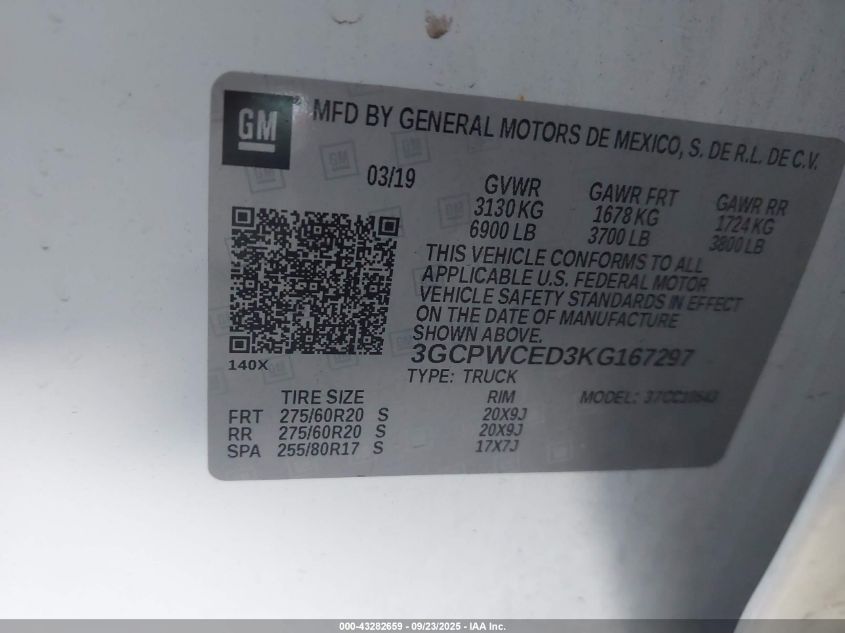 GM
MFD BY GENERAL MOTORS DE MEXICO, S. DE R.L. DE C.V.
03/19
GVWR GAWR FRT GAWR RR
3130 KG 1678 KG 1724 KG
6900 LB 3700 LB 3800 LB
THIS VEHICLE CONFORMS TO ALL
APPLICABLE U.S. FEDERAL MOTOR
VEHICLE SAFETY STANDARDS IN EFFECT
ON THE DATE OF MANUFACTURE
SHOWN ABOVE.
3GCPWCED3KG167297
140X
TYPE: TRUCK
TIRE SIZE RIM MODEL:
FRT 275/60R20 S 20X9J
RR 275/60R20 S 20X9J
SPA 255/80R17 S 17X7J
000-43282659 - 09/23/2025 - IAA Inc.